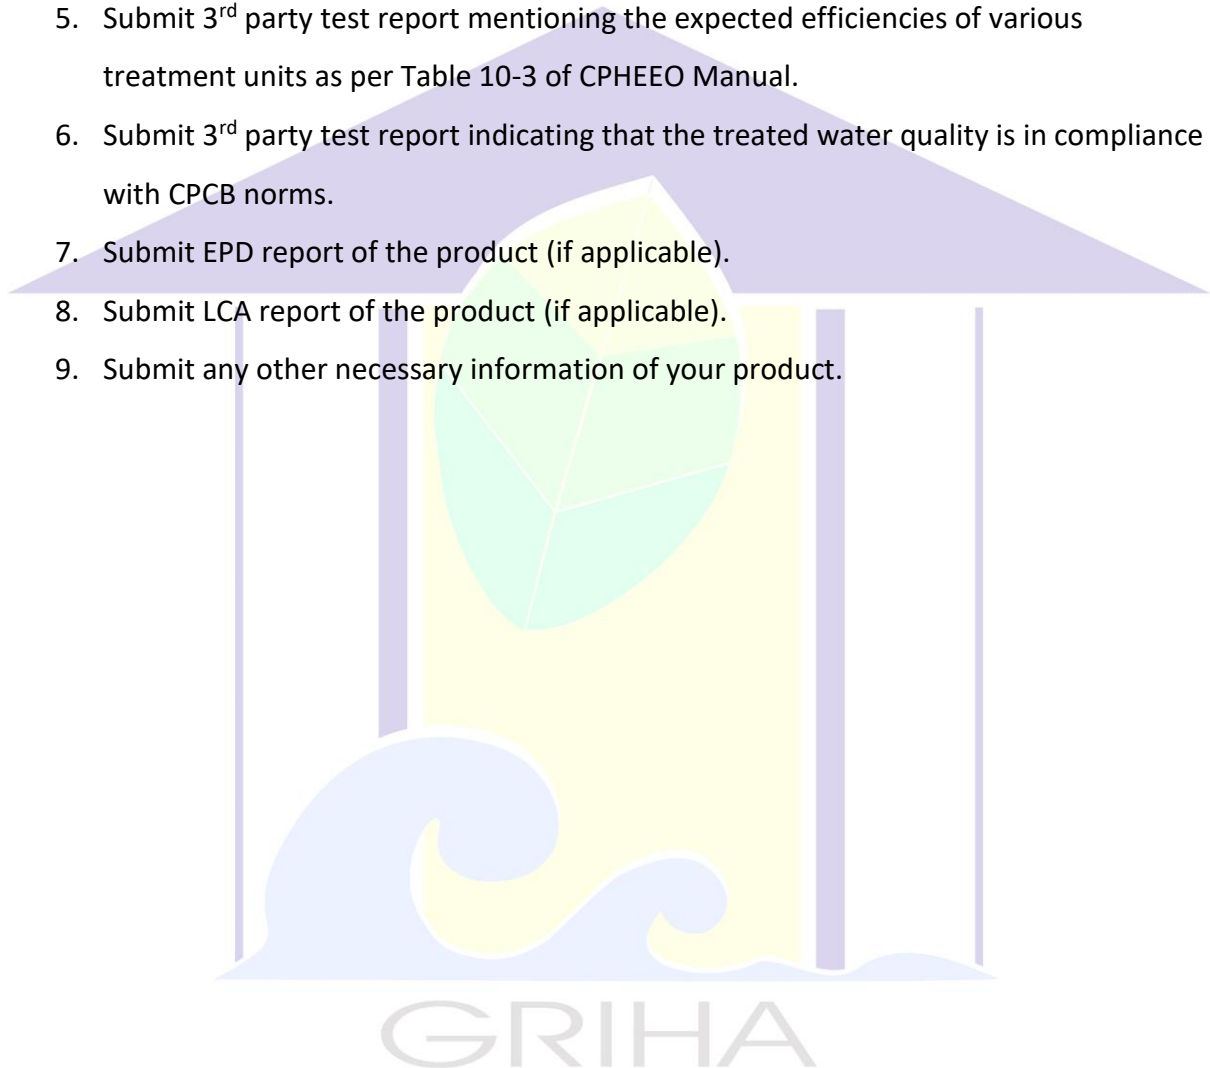 5. Submit 3rd party test report mentioning the expected efficiencies of various
treatment units as per Table 10-3 of CPHEEO Manual.
6. Submit 3rd party test report indicating that the treated water quality is in compliance
with CPCB norms.
7. Submit EPD report of the product (if applicable).
8. Submit LCA report of the product (if applicable).
9. Submit any other necessary information of your product.
GRIHA